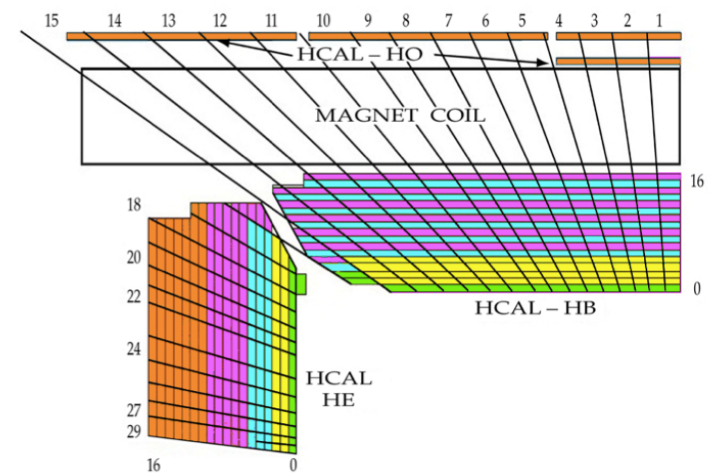 15 14 13 12 11 10 9 8 7 6 5 4 3 2 1
HCAL – HO
MAGNET COIL
16
18
20
22
24
27
29
0
HCAL – HB
HCAL
HE
16 0